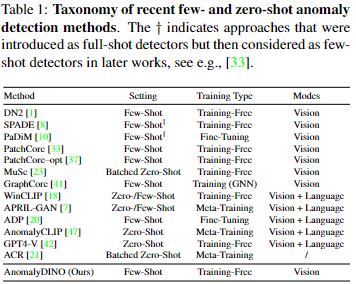 Table 1: Taxonomy of recent few- and zero-shot anomaly
detection methods. The † indicates approaches that were
introduced as full-shot detectors but then considered as few-
shot detectors in later works, see e.g., [33].
Method Setting Training Type Modes
DN2 [1] Few-Shot Training-Free Vision
SPADE [8] Few-Shot† Training-Free Vision
PaDiM [10] Few-Shot† Fine-Tuning Vision
PatchCore [33] Few-Shot Training-Free Vision
PatchCore-opt [37] Few-Shot Training-Free Vision
MuSc [23] Batched Zero-Shot Training-Free Vision
GraphCore [41] Few-Shot Training (GNN) Vision
WinCLIP [18] Zero-/Few-Shot Training-Free Vision + Language
APRIL-GAN [7] Zero-/Few-Shot Meta-Training Vision + Language
ADP [20] Few-Shot Fine-Tuning Vision + Language
AnomalyCLIP [47] Zero-Shot Meta-Training Vision + Language
GPT4-V [42] Zero-Shot Training-Free Vision + Language
ACR [21] Batched Zero-Shot Meta-Training /
AnomalyDINO (Ours) Few-Shot Training-Free Vision